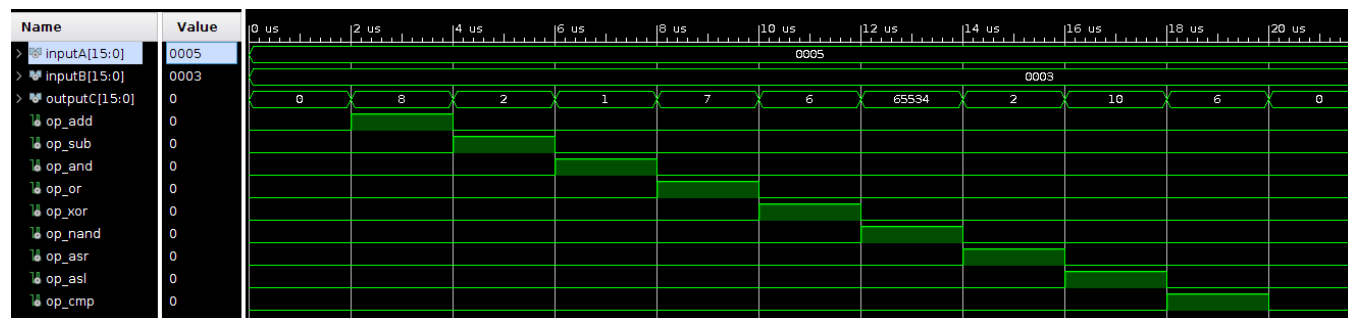 Name Value 0 us 2 us 4 us 6 us 8 us 10 us 12 us 14 us 16 us 18 us 20 us
> inputA[15:0] 0005 0005
> inputB[15:0] 0003 0003
> outputC[15:0] 0 0 8 2 1 7 6 65534 2 10 6 0
op_add 0
op_sub 0
op_and 0
op_or 0
op_xor 0
op_nand 0
op_asr 0
op_asl 0
op_cmp 0